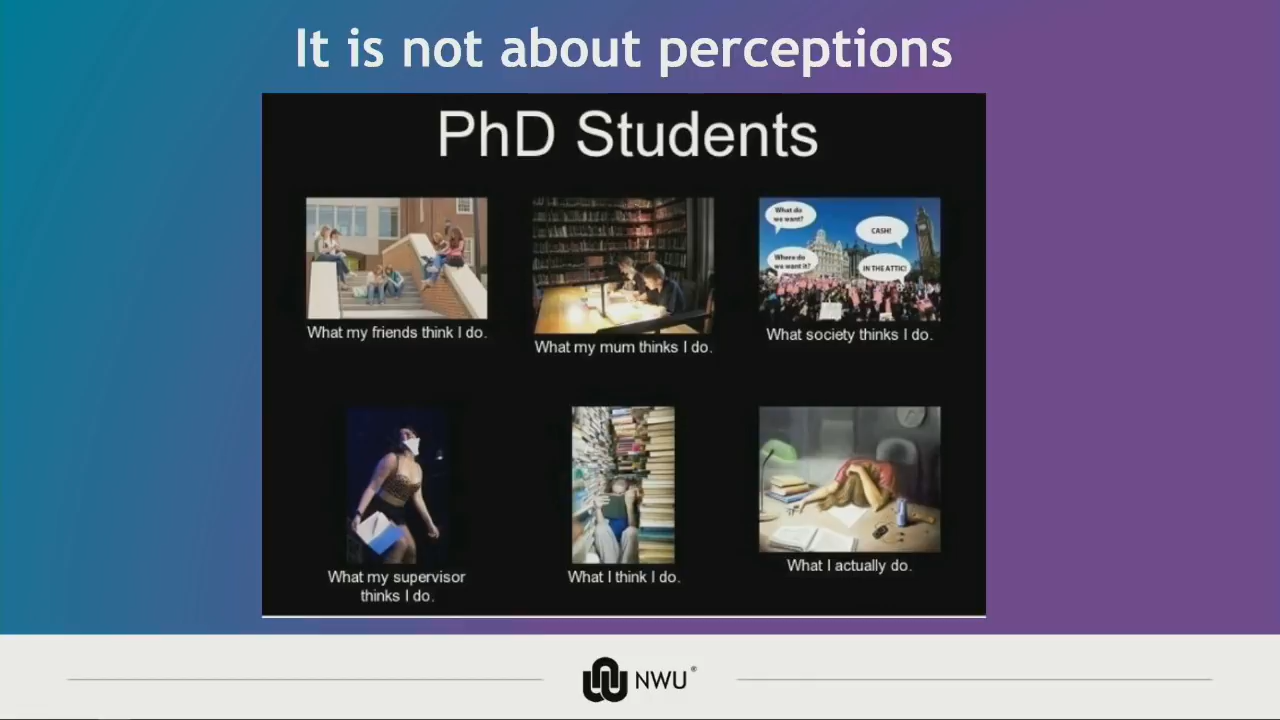 It is not about perceptions
PhD Students
What do
we want?
CASH!
Where do
we want it?
IN THE ATTIC!
What my friends think I do.
What my mum thinks I do.
What society thinks I do.
What my supervisor
thinks I do.
What I think I do.
What I actually do.
NWU®